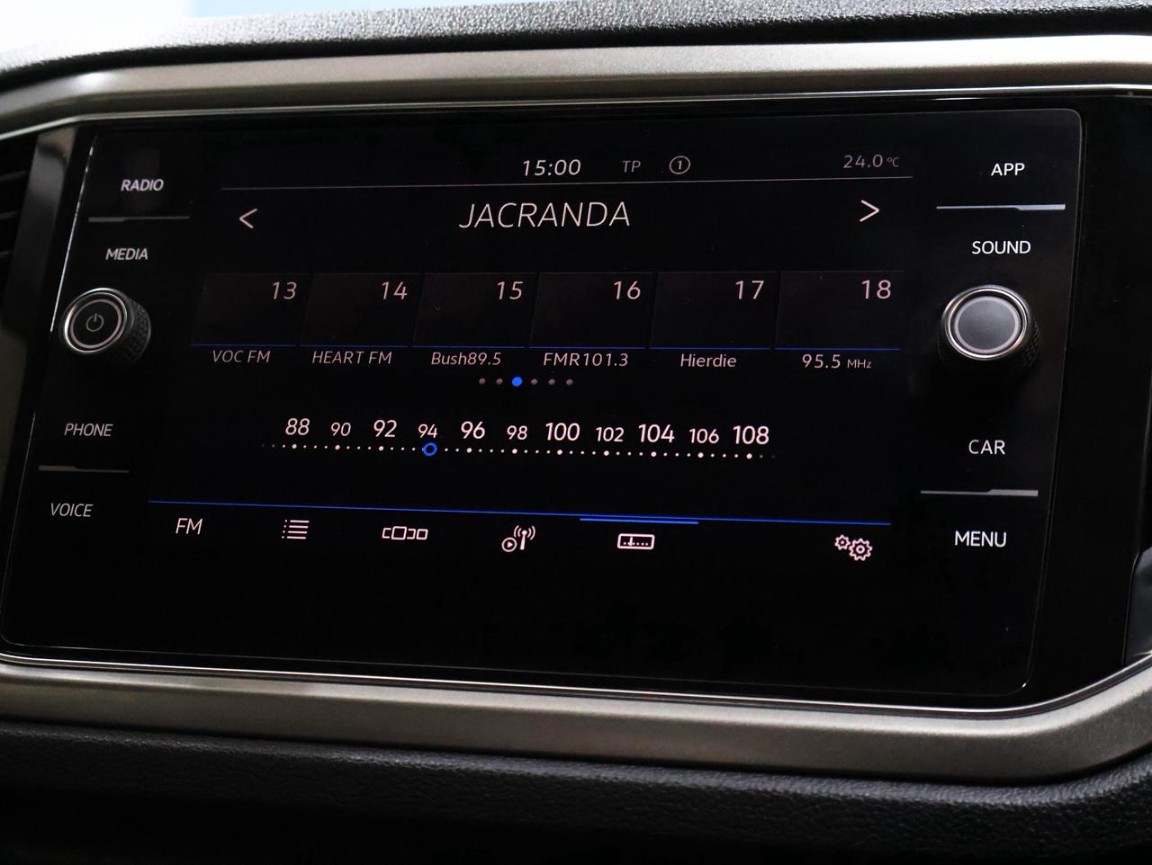 RADIO
MEDIA
PHONE
VOICE
15:00 TP 1 24.0°C
< JACRANDA >
13 14 15 16 17 18
VOC FM HEART FM Bush89.5 FMR101.3 Hierdie 95.5 MHz
88 90 92 94 96 98 100 102 104 106 108
FM
APP
SOUND
CAR
MENU